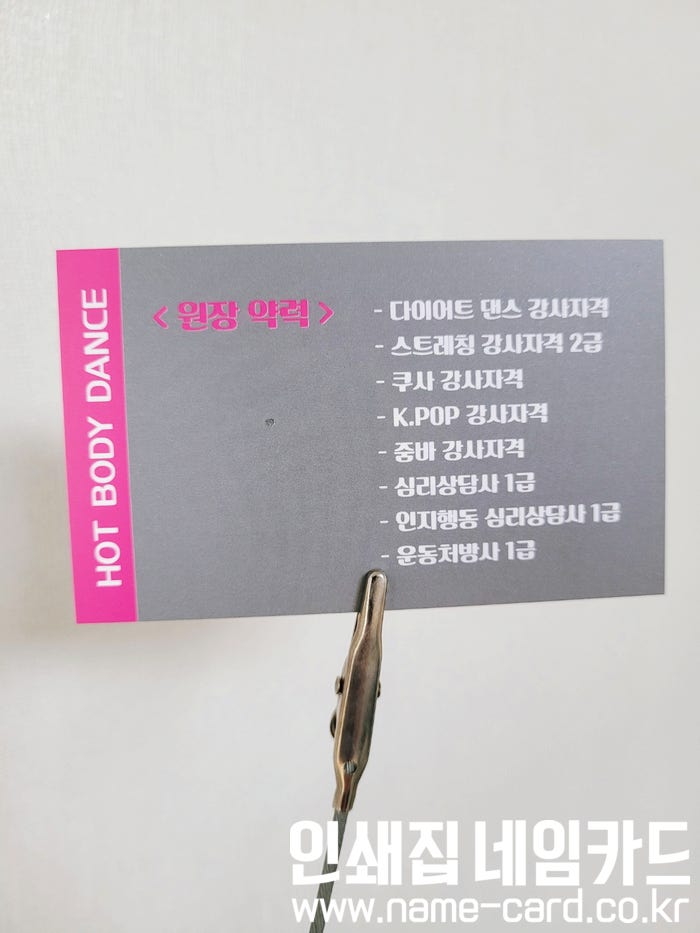 HOT BODY DANCE
< 원장 약력 >
- 다이어트 댄스 강사자격
- 스트레칭 강사자격 2급
- 쿠사 강사자격
- K.POP 강사자격
- 줌바 강사자격
- 심리상담사 1급
- 인지행동 심리상담사 1급
- 운동처방사 1급
인쇄집 네임카드
www.name-card.co.kr